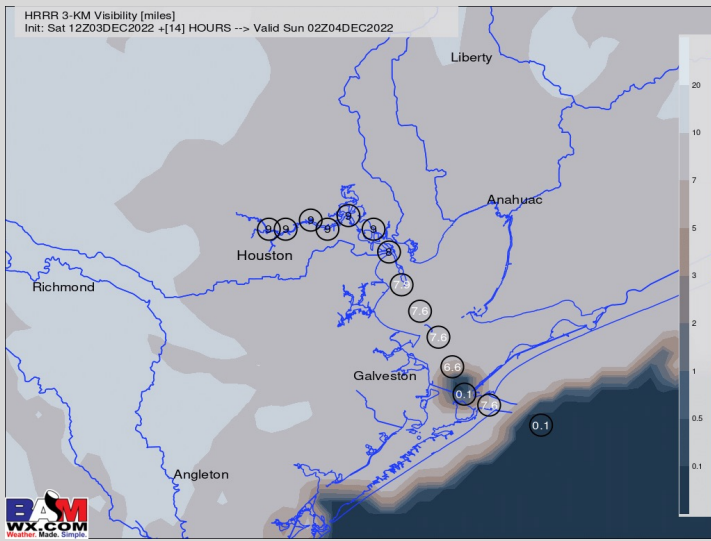 HRRR 3-KM Visibility [miles]
Init: Sat 12Z03DEC2022 +[14] HOURS --> Valid Sun 02Z04DEC2022
Liberty
20
10
7
Anahuac
9 9 9 9 9 9
5
8
Houston
3
Richmond
7.6
7.6
2
6.6
1
Galveston
0.1
7.6
0.1
0.5
0.1
Angleton
BAM
WX.COM
Weather. Made. Simple.